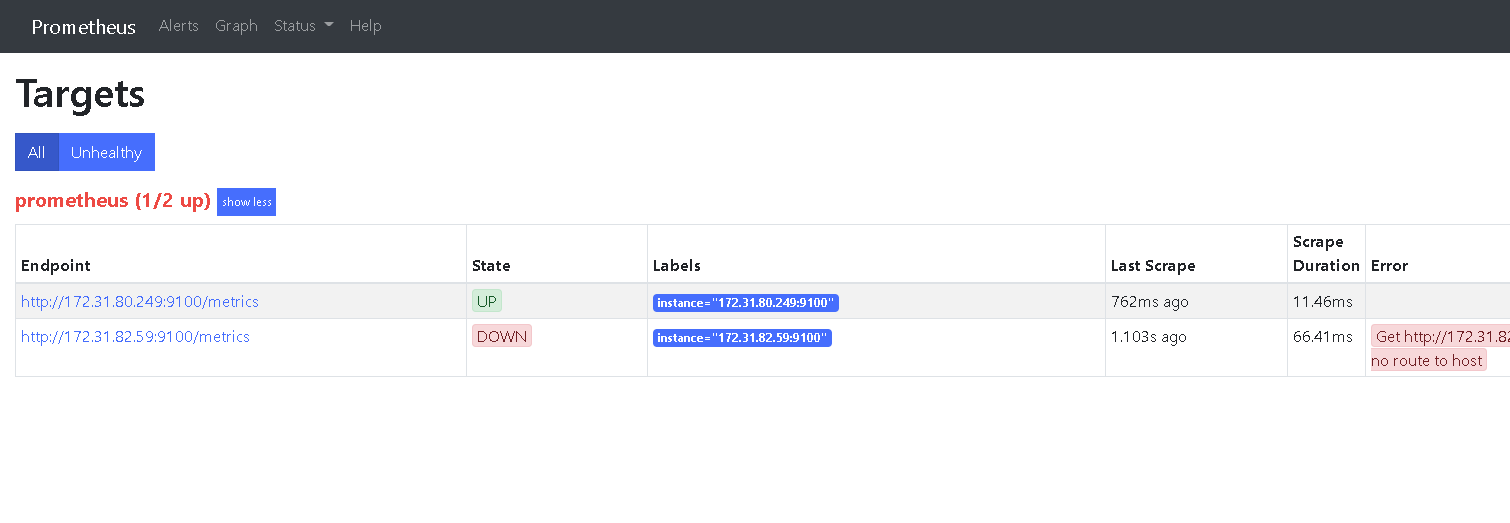 Prometheus Alerts Graph Status Help
Targets
All Unhealthy
prometheus (1/2 up) show less
Endpoint State Labels Last Scrape Scrape Duration Error
http://172.31.80.249:9100/metrics UP instance="172.31.80.249:9100" 762ms ago 11.46ms
http://172.31.82.59:9100/metrics DOWN instance="172.31.82.59:9100" 1.103s ago 66.41ms Get http://172.31.82
no route to host